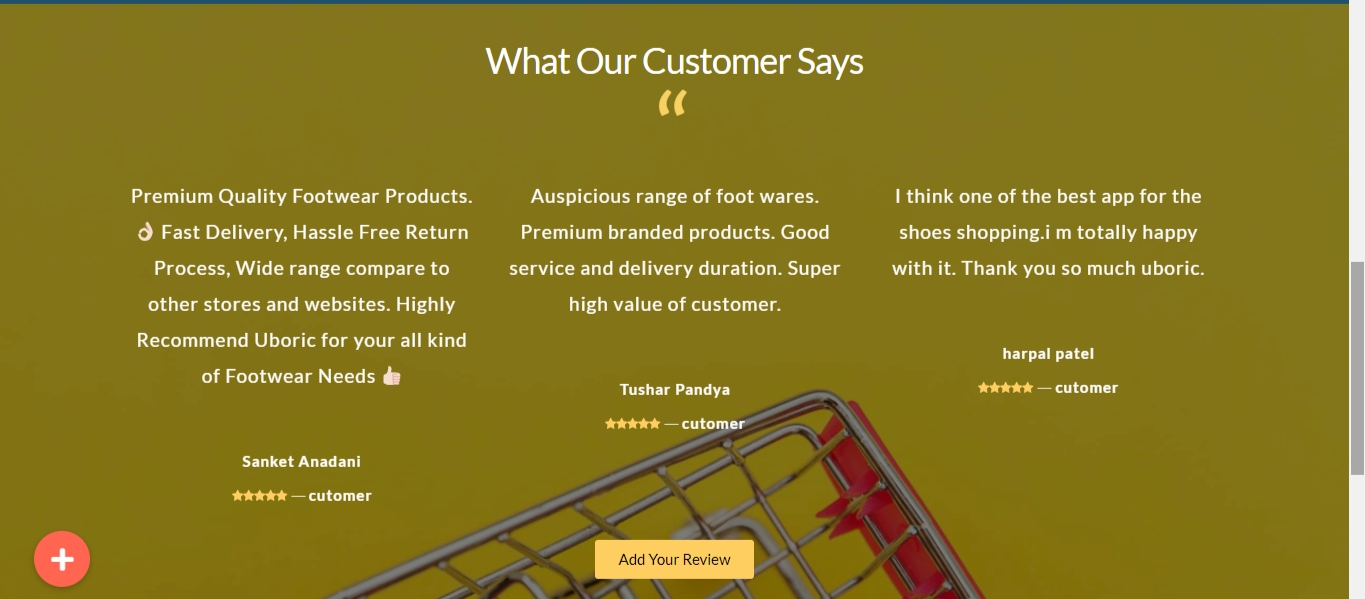 What Our Customer Says
“
Premium Quality Footwear Products.
👌🏻 Fast Delivery, Hassle Free Return
Process, Wide range compare to
other stores and websites. Highly
Recommend Uboric for your all kind
of Footwear Needs 👍🏻
Sanket Anadani
★★★★★ — cutomer
Auspicious range of foot wares.
Premium branded products. Good
service and delivery duration. Super
high value of customer.
Tushar Pandya
★★★★★ — cutomer
I think one of the best app for the
shoes shopping.i m totally happy
with it. Thank you so much uboric.
harpal patel
★★★★★ — cutomer
Add Your Review